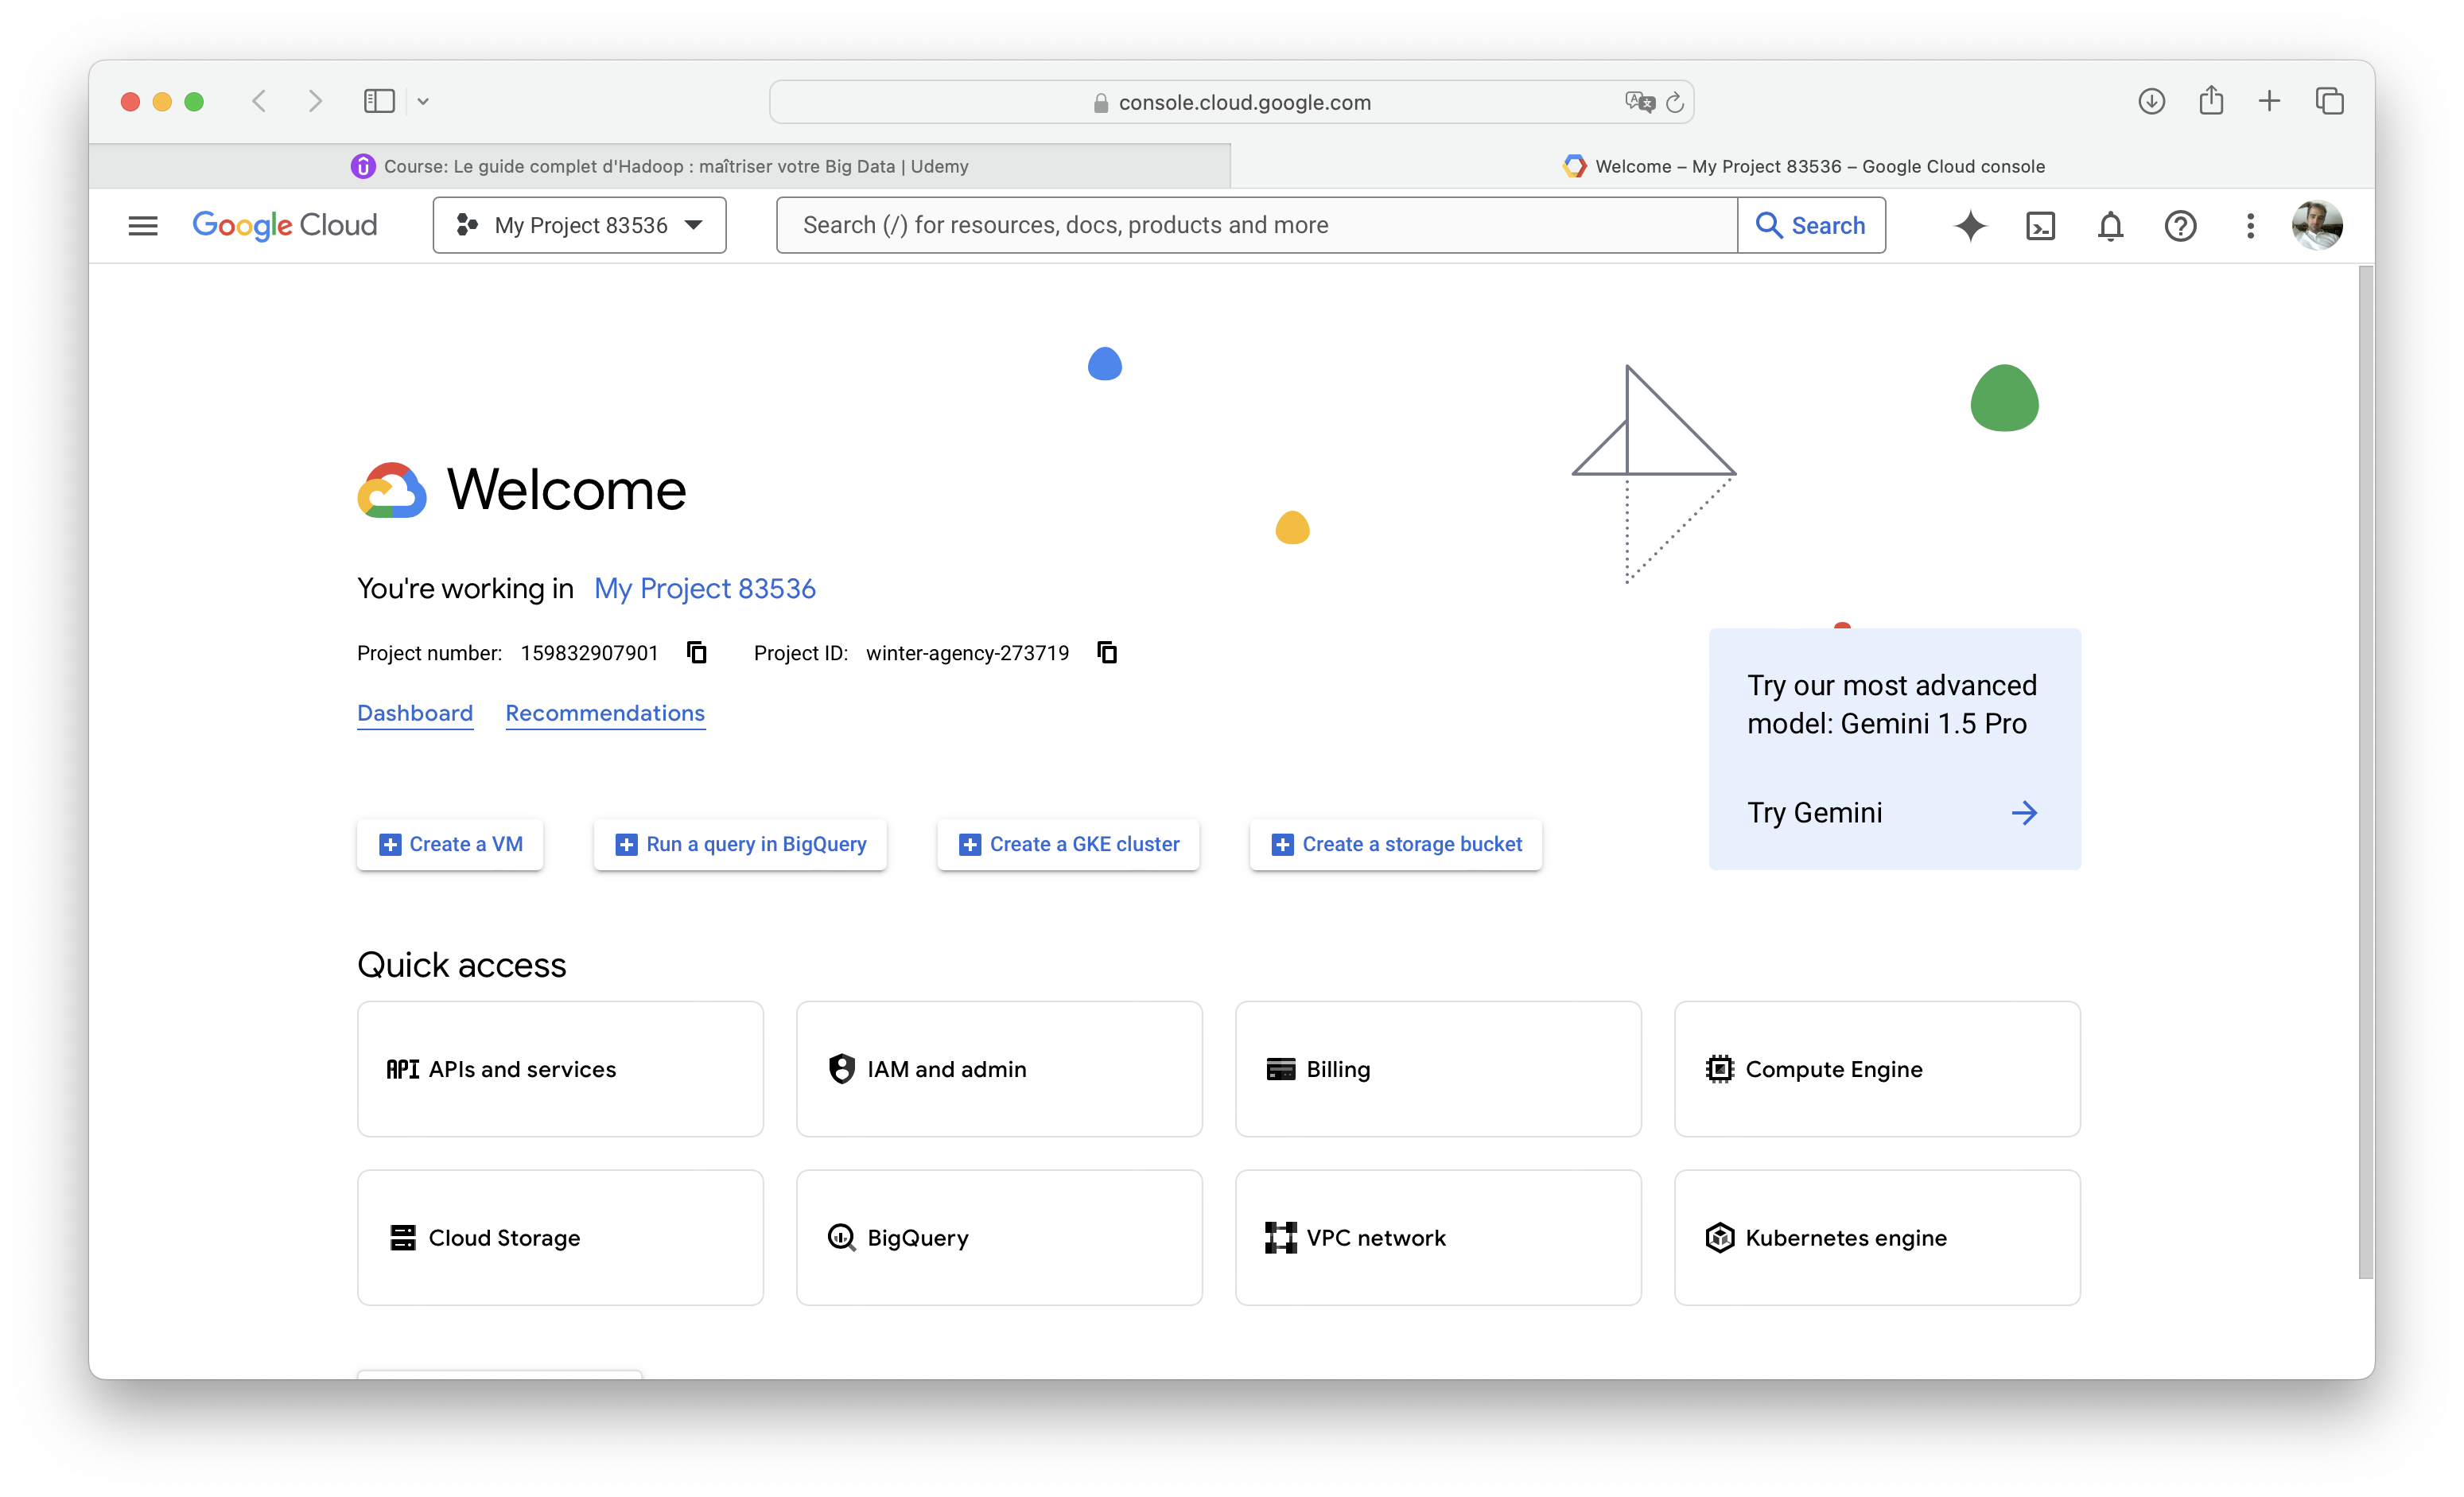 console.cloud.google.com
Course: Le guide complet d'Hadoop : maîtriser votre Big Data | Udemy
Welcome – My Project 83536 – Google Cloud console
Google Cloud
My Project 83536
Search (/) for resources, docs, products and more
Search
Welcome
You're working in My Project 83536
Project number: 159832907901 Project ID: winter-agency-273719
Dashboard Recommendations
Try our most advanced
model: Gemini 1.5 Pro
Try Gemini
Create a VM
Run a query in BigQuery
Create a GKE cluster
Create a storage bucket
Quick access
API APIs and services
IAM and admin
Billing
Compute Engine
Cloud Storage
BigQuery
VPC network
Kubernetes engine